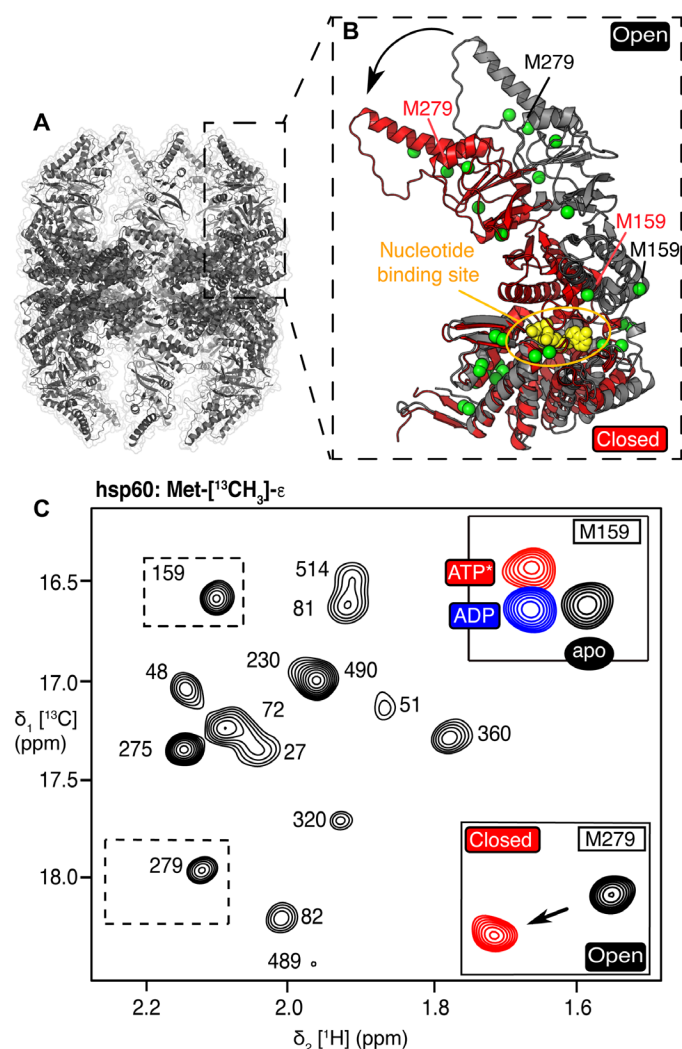 A
B
Open
M279
M279
M159
M159
Nucleotide
binding site
Closed
hsp60: Met-[¹³CH₃]-ε
C
159
514
81
M159
ATP*
ADP
apo
16.5
48
230
490
17.0
72
51
275
27
360
δ₁ [¹³C]
(ppm)
17.5
320
279
18.0
82
489
Closed
M279
Open
2.2
2.0
1.8
1.6
δ₂ [¹H] (ppm)